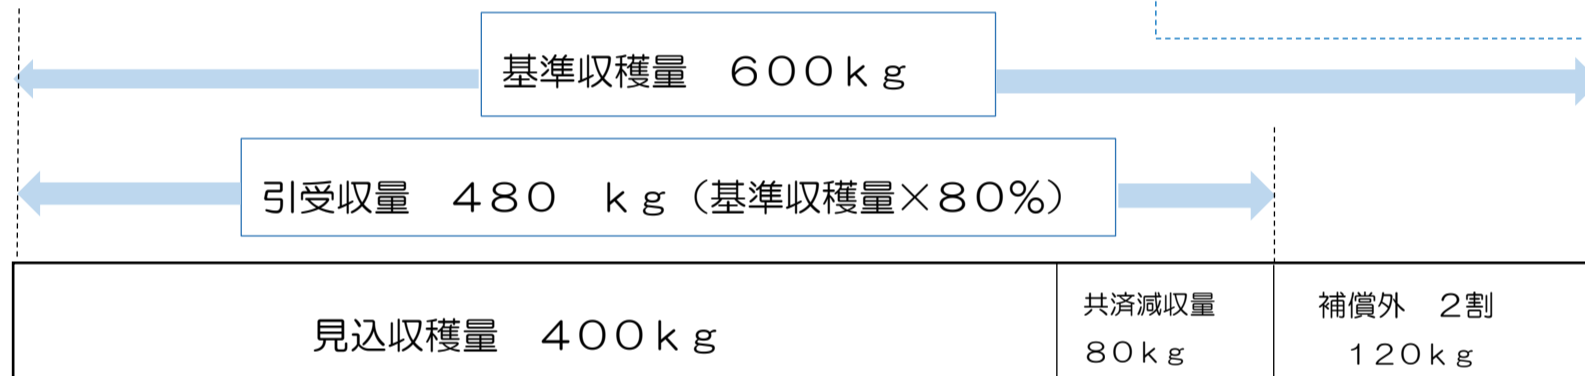 基準収穫量　６００ｋｇ
引受収量　４８０　ｋｇ（基準収穫量×８０％）
見込収穫量　４００ｋｇ
共済減収量
８０ｋｇ
補償外　２割
１２０ｋｇ